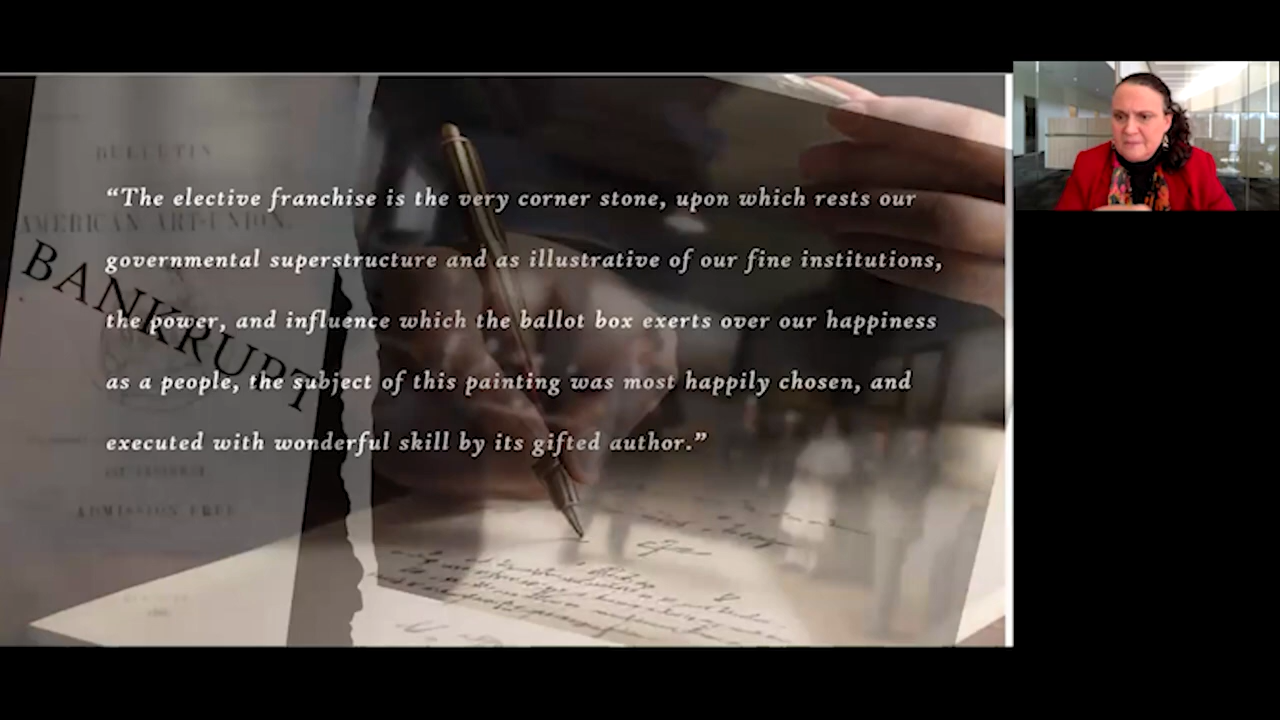 “The elective franchise is the very corner stone, upon which rests our
governmental superstructure and as illustrative of our fine institutions,
the power, and influence which the ballot box exerts over our happiness
as a people, the subject of this painting was most happily chosen, and
executed with wonderful skill by its gifted author.”
BULLETIN
AMERICAN ART-UNION.
BANKRUPT
ADMISSION FREE